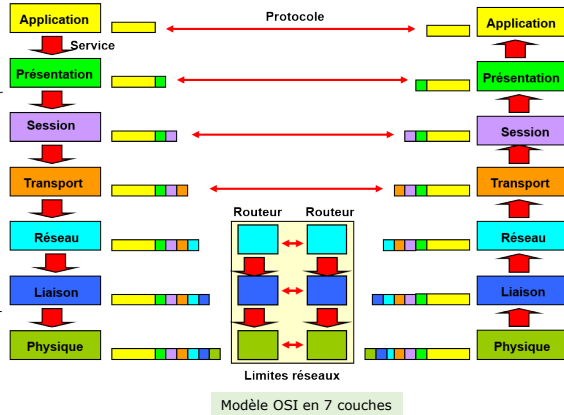 Application
Protocole
Application
Service
Présentation
Présentation
Session
Session
Transport
Transport
Routeur
Routeur
Réseau
Réseau
Liaison
Liaison
Physique
Physique
Limites réseaux
Modèle OSI en 7 couches